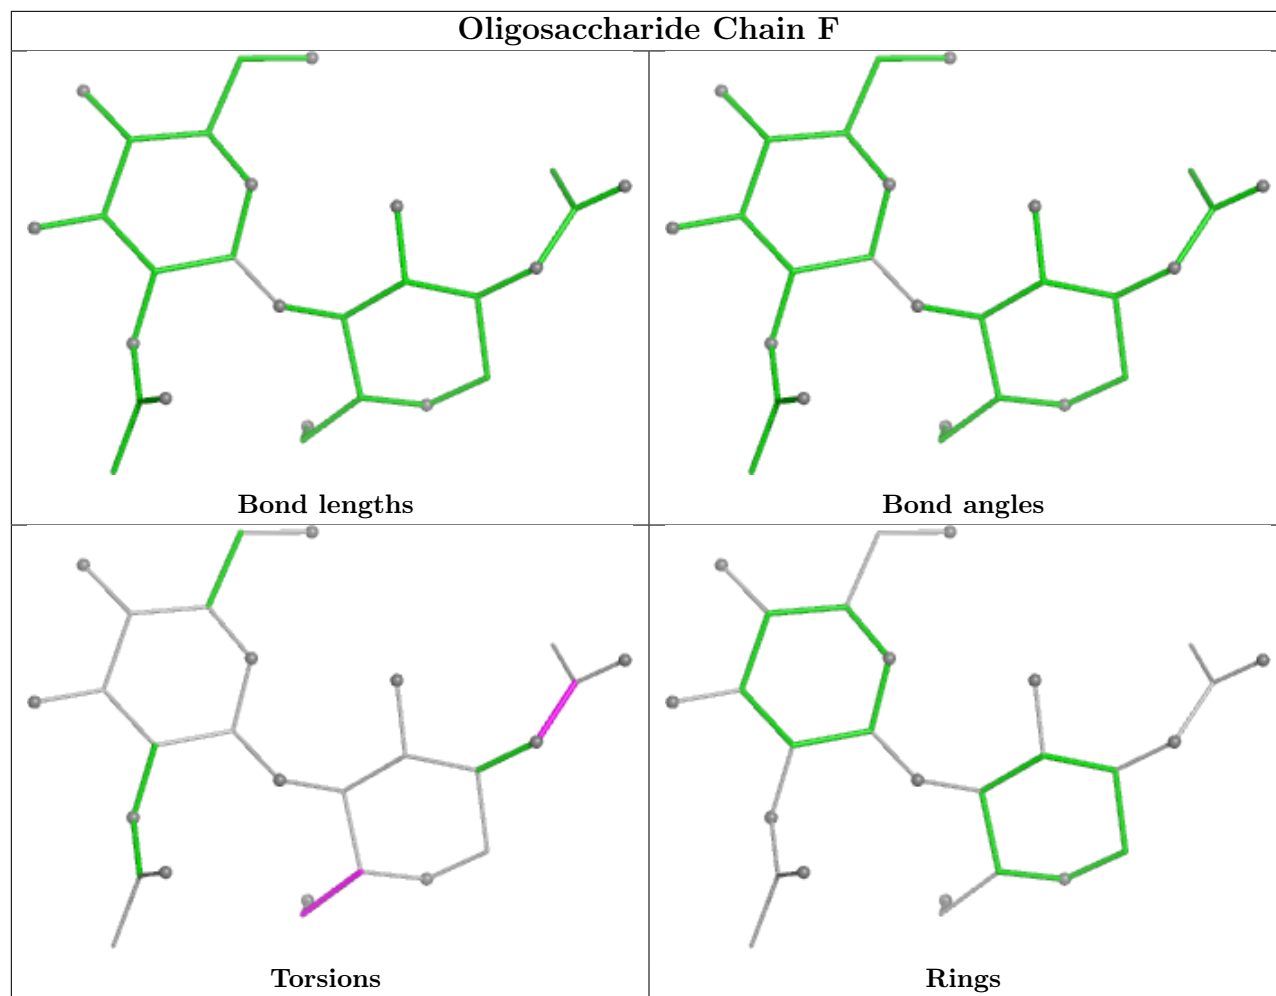 Oligosaccharide Chain F
Bond lengths
Bond angles
Torsions
Rings